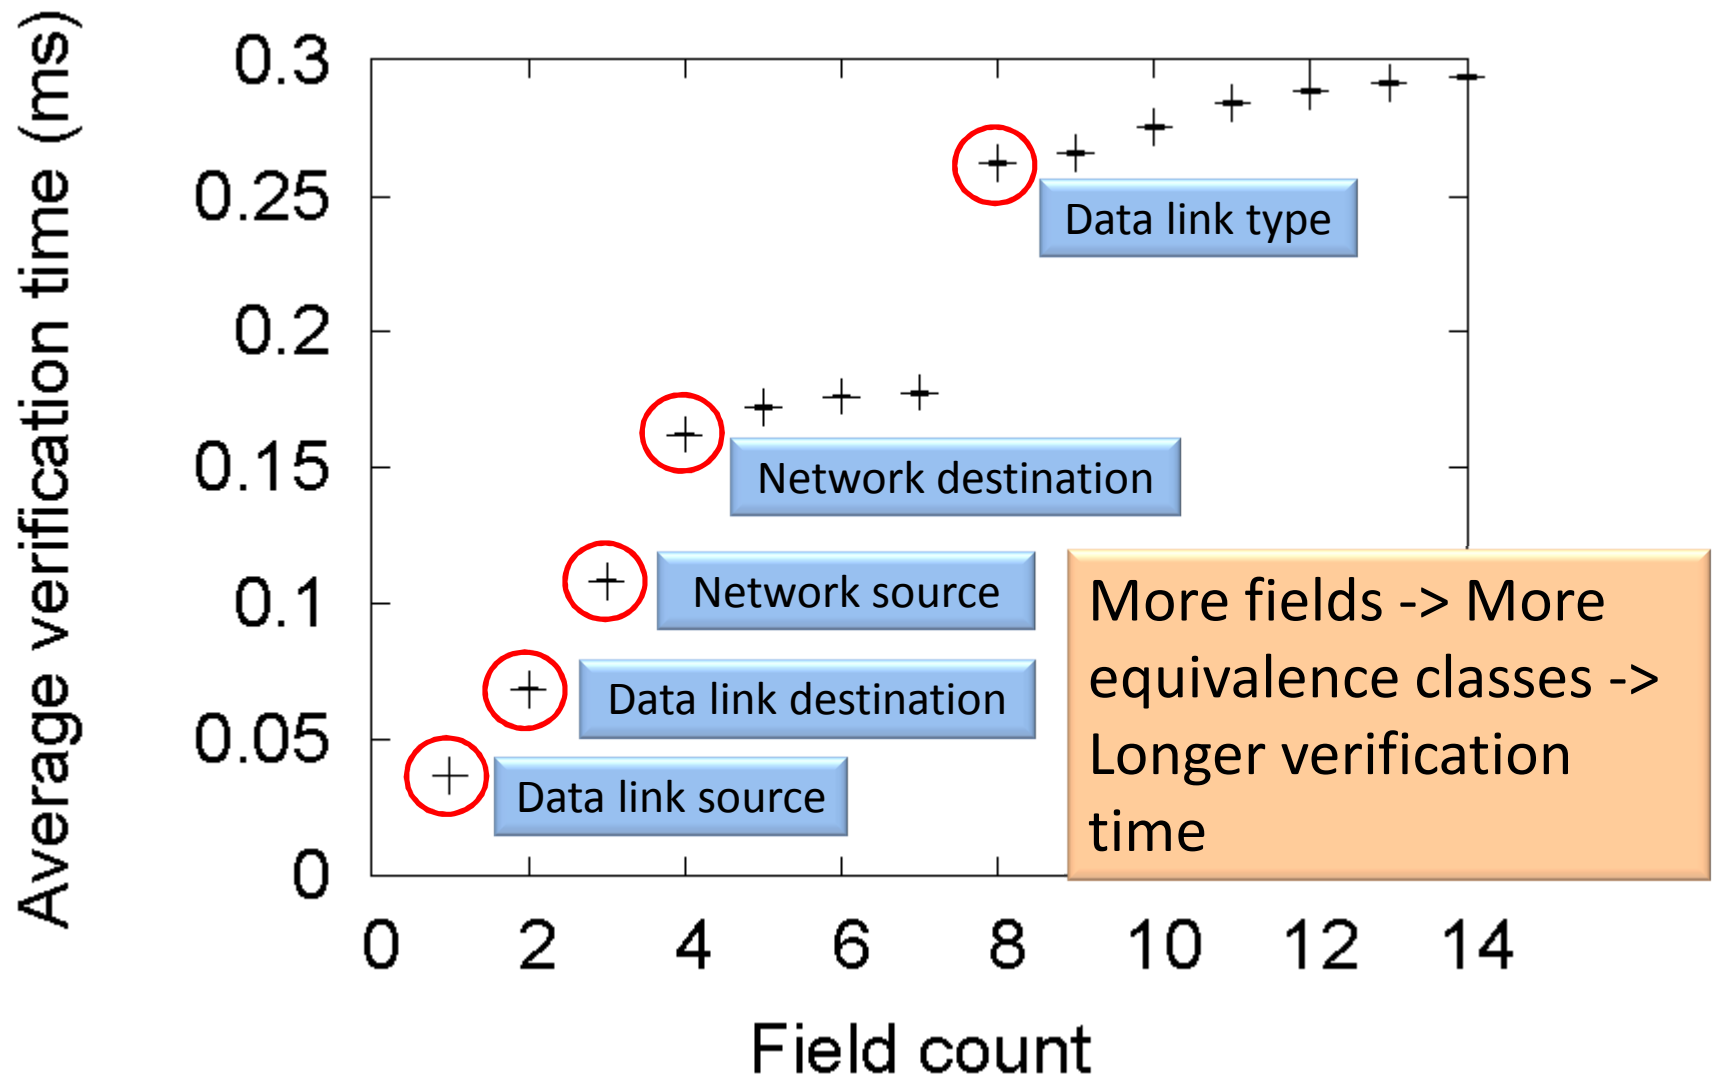 Average verification time (ms)
0.3
0.25
0.2
0.15
0.1
0.05
0
Data link type
Network destination
Network source
Data link destination
Data link source
More fields -> More
equivalence classes ->
Longer verification
time
0 2 4 6 8 10 12 14
Field count